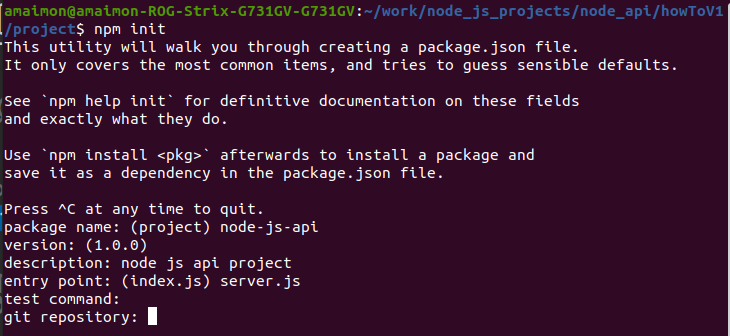 amaimon@amaimon-ROG-Strix-G731GV-G731GV:~/work/node_js_projects/node_api/howToV1
/project$ npm init
This utility will walk you through creating a package.json file.
It only covers the most common items, and tries to guess sensible defaults.

See `npm help init` for definitive documentation on these fields
and exactly what they do.

Use `npm install <pkg>` afterwards to install a package and
save it as a dependency in the package.json file.

Press ^C at any time to quit.
package name: (project) node-js-api
version: (1.0.0)
description: node js api project
entry point: (index.js) server.js
test command:
git repository: